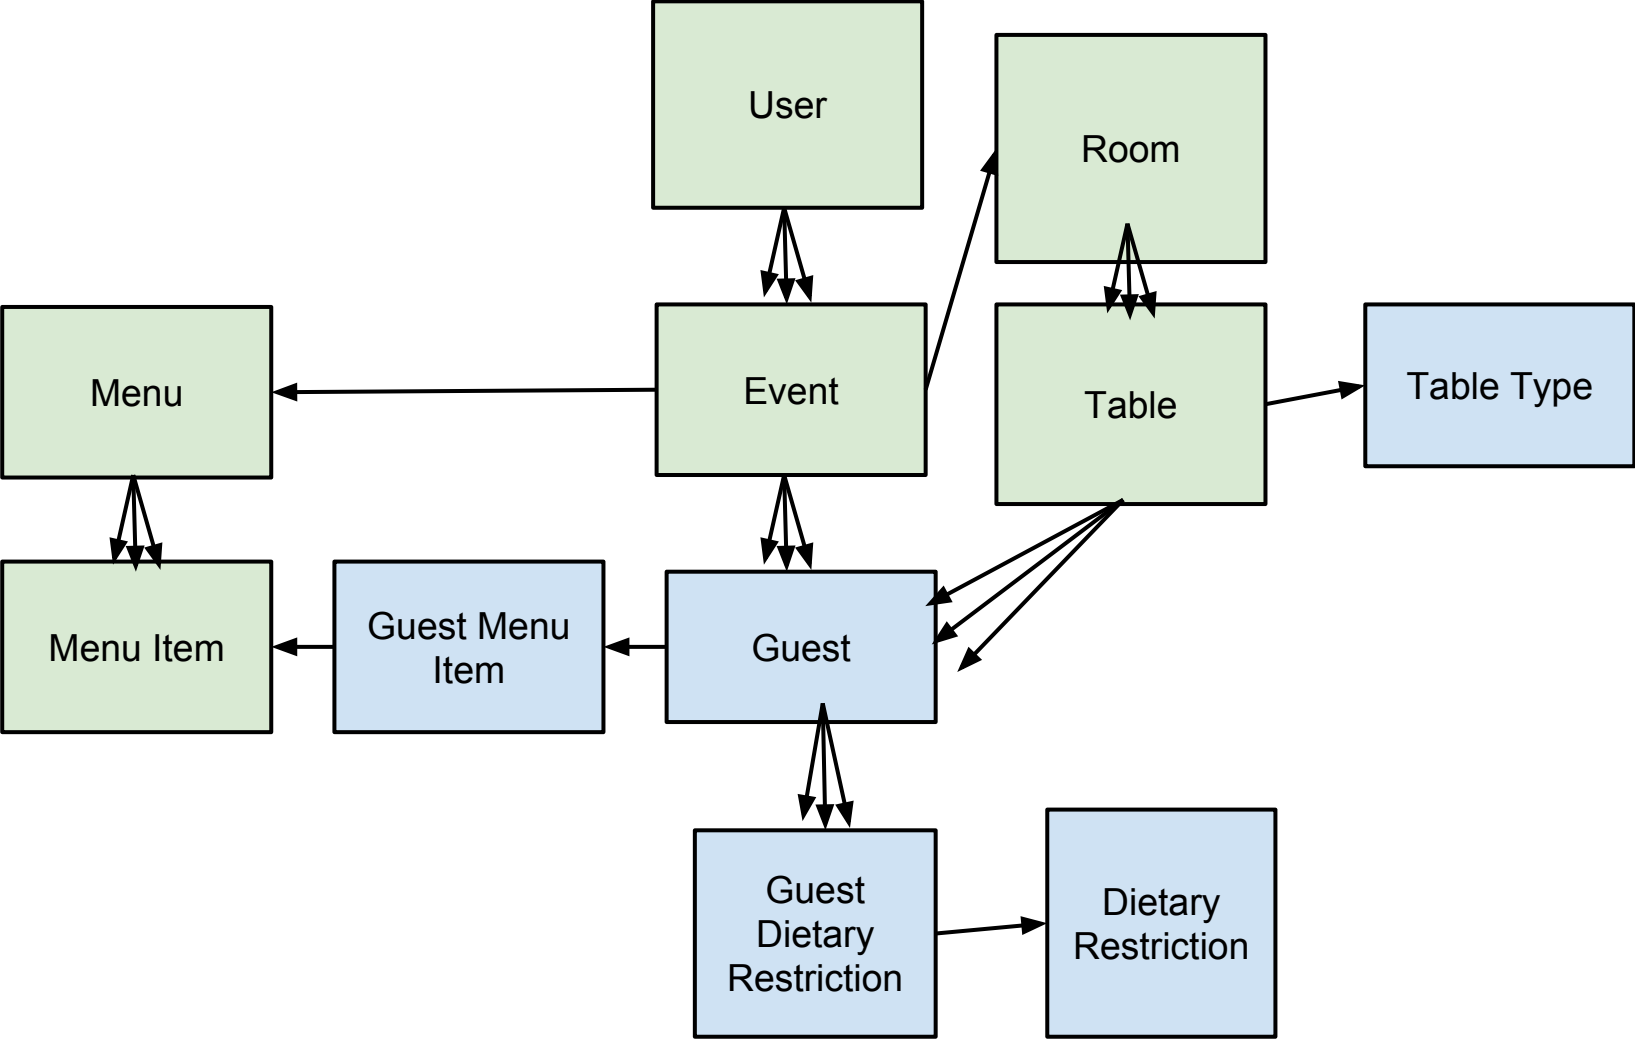 User
Room
Menu
Event
Table
Table Type
Menu Item
Guest Menu
Item
Guest
Guest
Dietary
Restriction
Dietary
Restriction